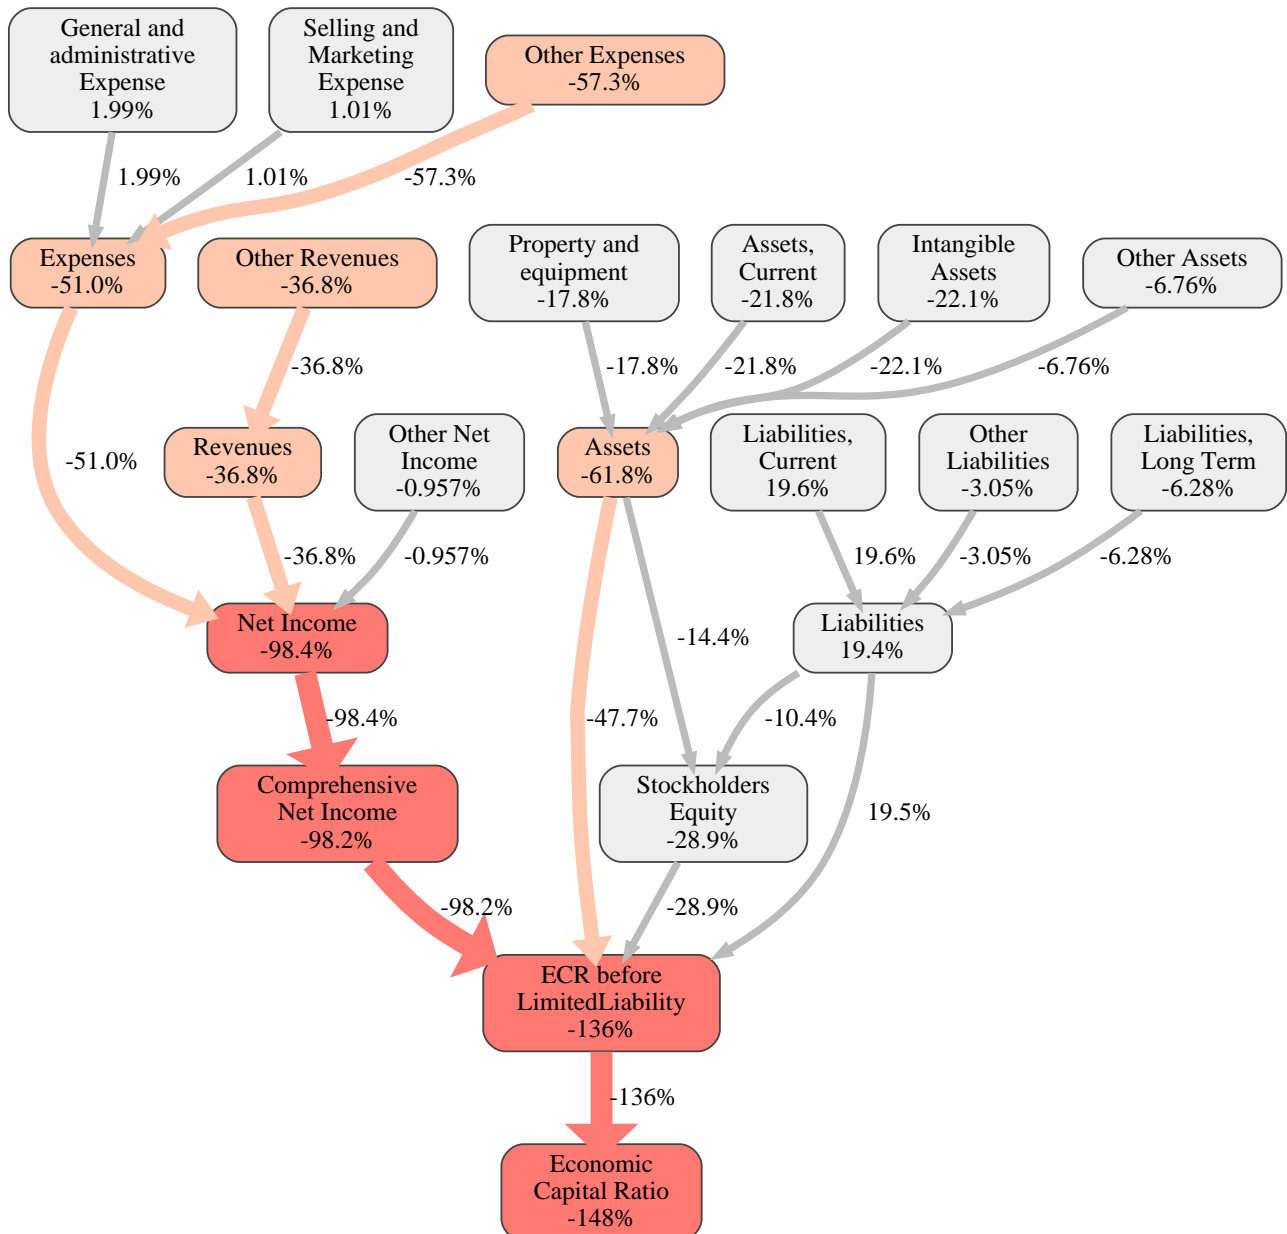 General and
administrative
Expense
1.99%
Selling and
Marketing
Expense
1.01%
Other Expenses
-57.3%
1.99%
1.01%
-57.3%
Expenses
-51.0%
Other Revenues
-36.8%
Property and
equipment
-17.8%
Assets,
Current
-21.8%
Intangible
Assets
-22.1%
Other Assets
-6.76%
-36.8%
-17.8%
-21.8%
-22.1%
-6.76%
-51.0%
Revenues
-36.8%
Other Net
Income
-0.957%
Assets
-61.8%
Liabilities,
Current
19.6%
Other
Liabilities
-3.05%
Liabilities,
Long Term
-6.28%
-36.8%
-0.957%
19.6%
-3.05%
-6.28%
Net Income
-98.4%
-14.4%
Liabilities
19.4%
-98.4%
-47.7%
-10.4%
Comprehensive
Net Income
-98.2%
Stockholders
Equity
-28.9%
19.5%
-98.2%
-28.9%
ECR before
LimitedLiability
-136%
-136%
Economic
Capital Ratio
-148%